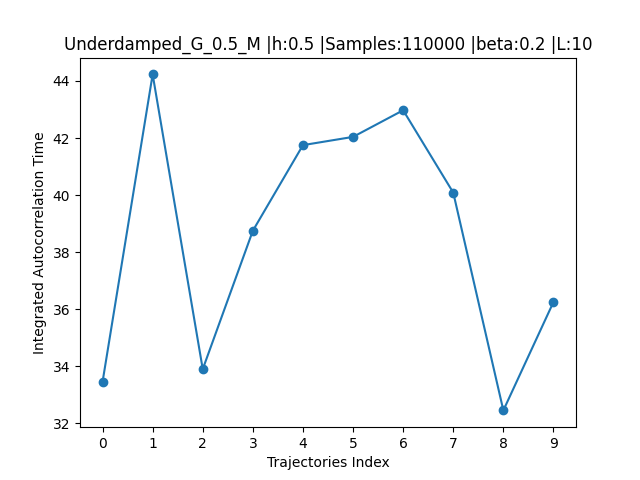 Underdamped_G_0.5_M |h:0.5 |Samples:110000 |beta:0.2 |L:10
Integrated Autocorrelation Time
44
42
40
38
36
34
32
0 1 2 3 4 5 6 7 8 9
Trajectories Index